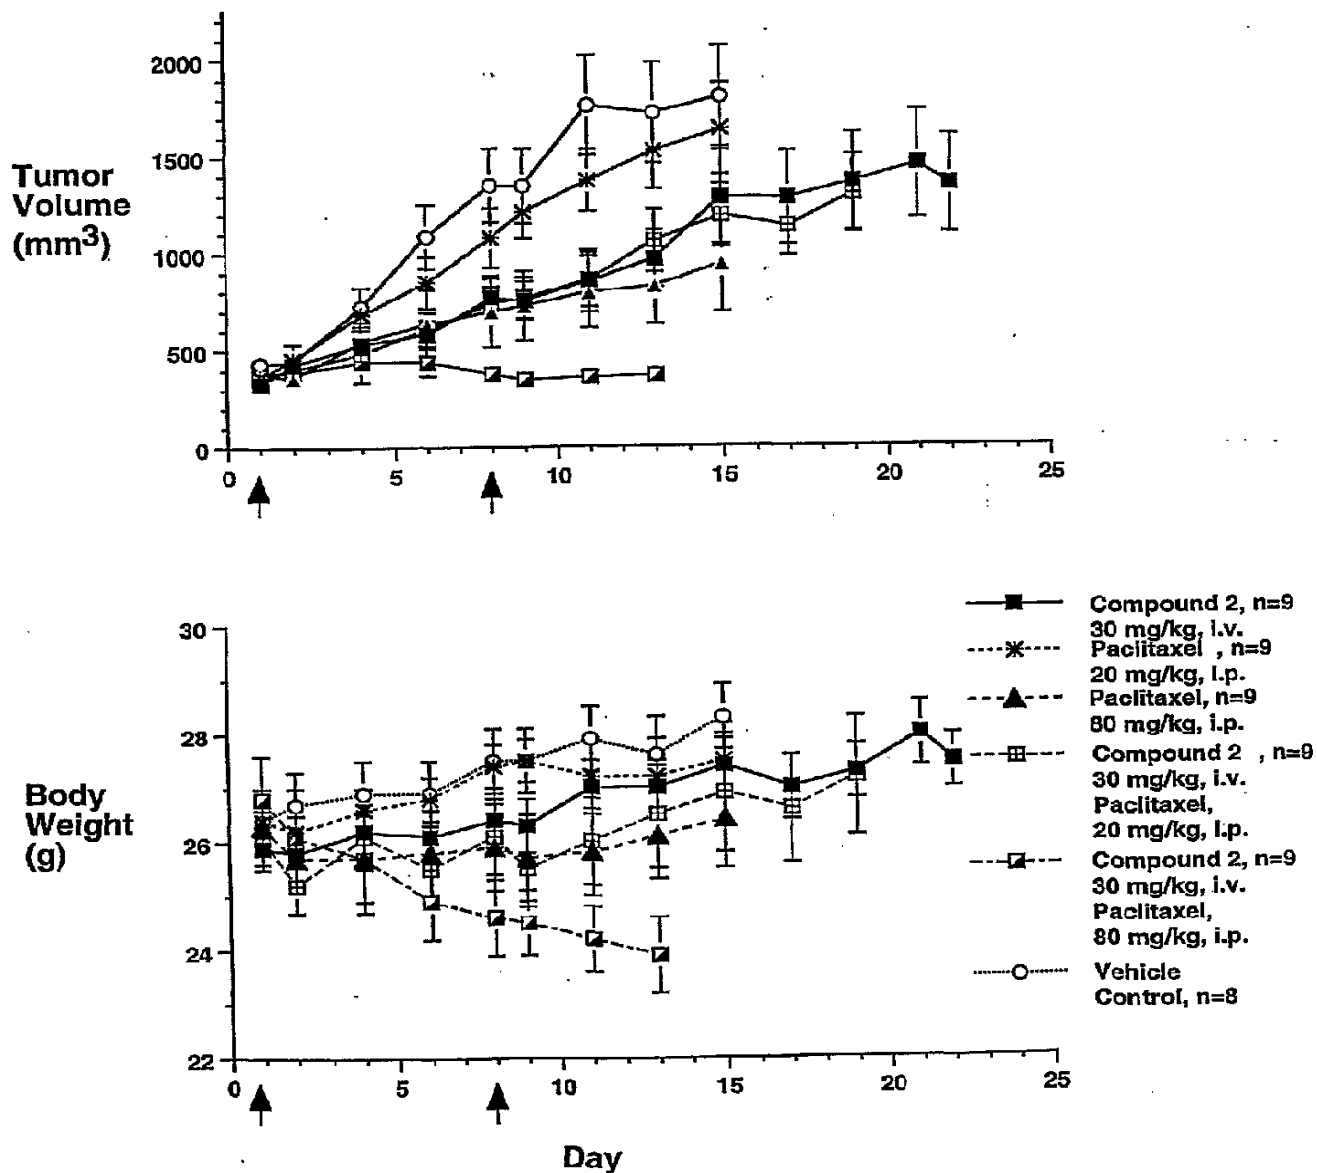 2000
1500
Tumor
Volume
(mm3)
1000
500
0
0 5 10 15 20 25
30
28
Body
Weight
(g)
26
24
22
0 5 10 15 20 25
Day
Compound 2, n=9
30 mg/kg, i.v.
Paclitaxel , n=9
20 mg/kg, i.p.
Paclitaxel, n=9
80 mg/kg, i.p.
Compound 2 , n=9
30 mg/kg, i.v.
Paclitaxel,
20 mg/kg, i.p.
Compound 2, n=9
30 mg/kg, i.v.
Paclitaxel,
80 mg/kg, i.p.
Vehicle
Control, n=8